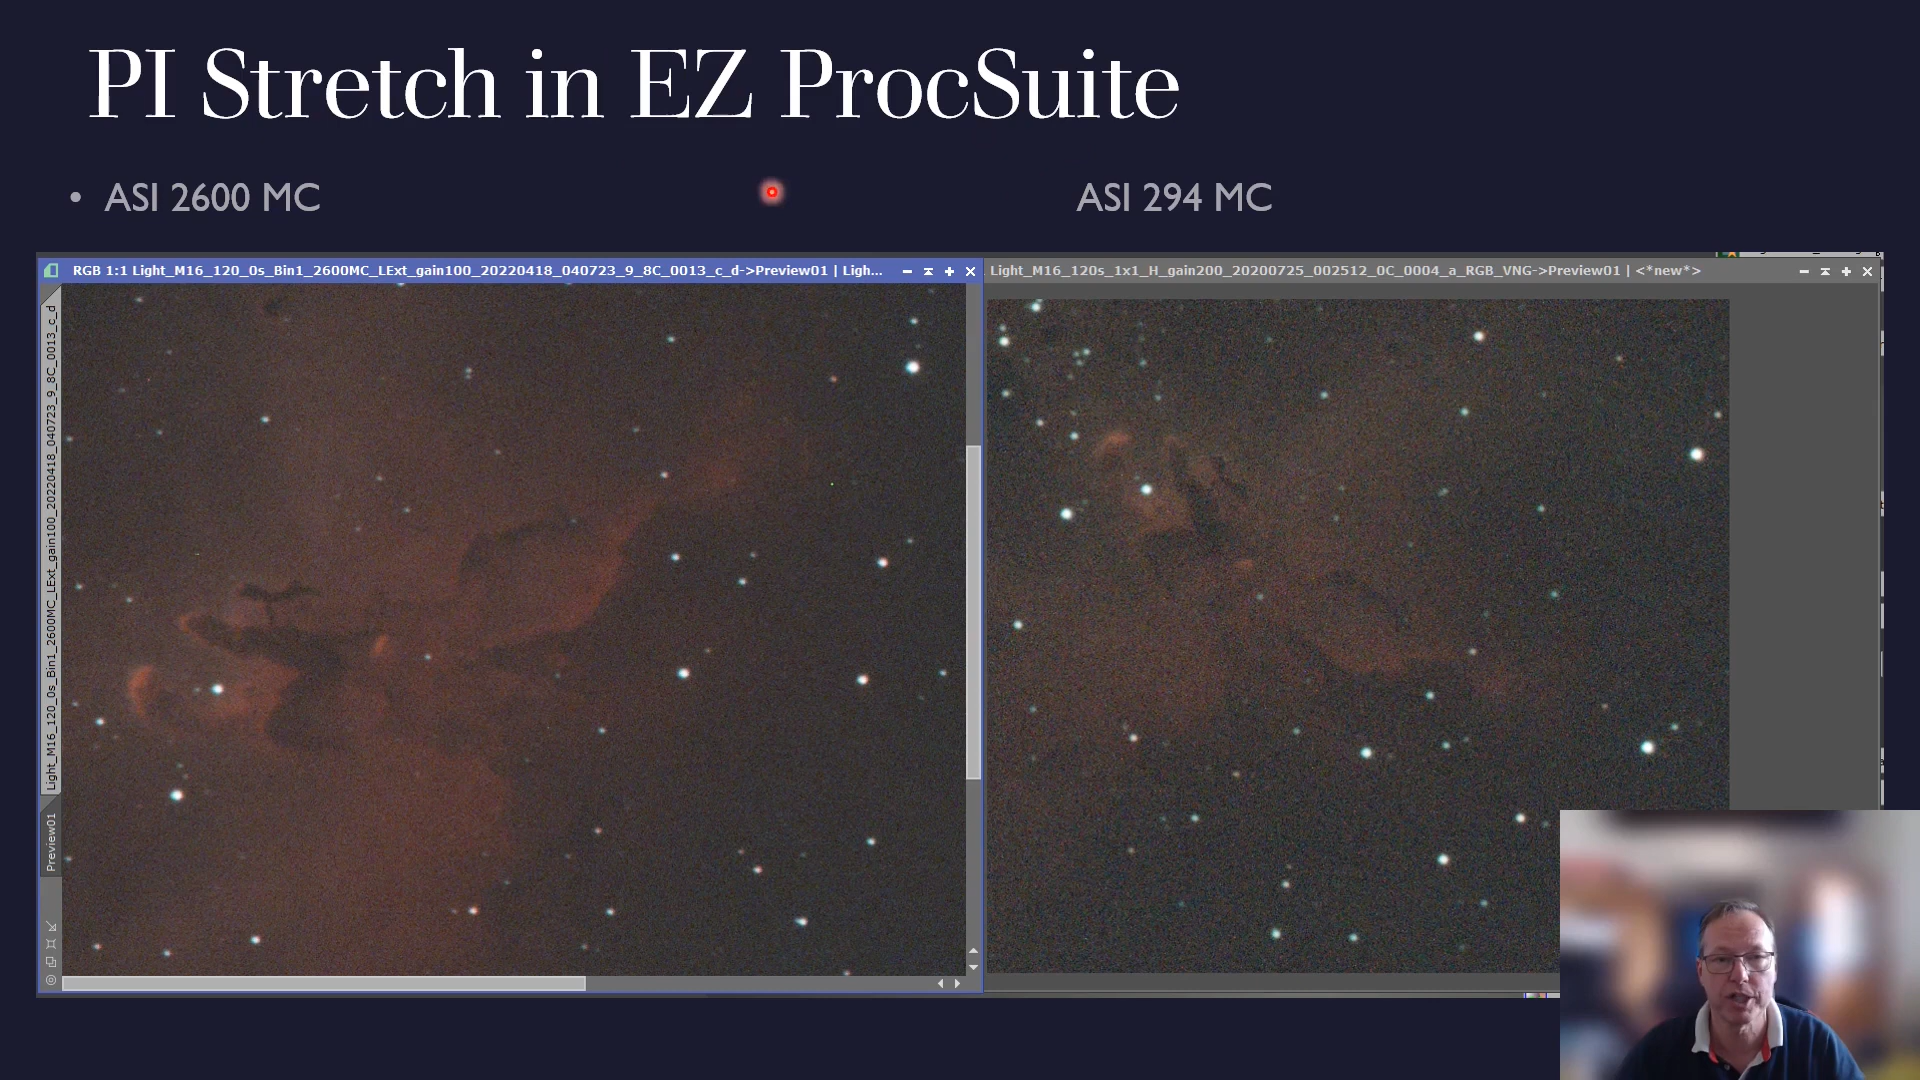 PI Stretch in EZ ProcSuite
• ASI 2600 MC
ASI 294 MC
RGB 1:1 Light_M16_120_0s_Bin1_2600MC_LExt_gain100_20220418_040723_9_8C_0013_c_d->Preview01 | Ligh...
Light_M16_120s_1x1_H_gain200_20200725_002512_0C_0004_a_RGB_VNG->Preview01 | <*new*>
Light_M16_120_0s_Bin1_2600MC_LExt_gain100_20220418_040723_9_8C_0013_c_d
Preview01